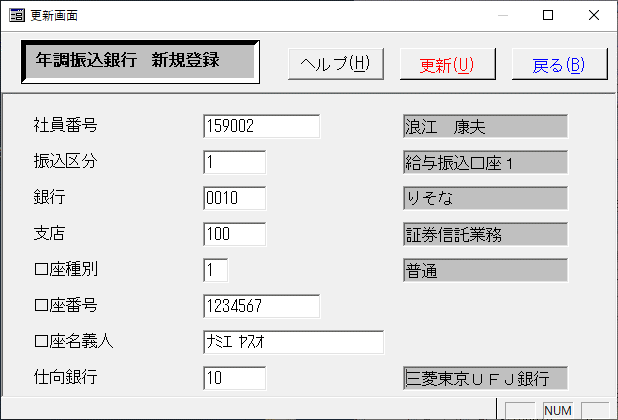 更新画面
年調振込銀行　新規登録
ヘルプ(H)
更新(U)
戻る(B)
社員番号 159002 浪江　康夫
振込区分 1 給与振込口座１
銀行 0010 りそな
支店 100 証券信託業務
口座種別 1 普通
口座番号 1234567
口座名義人 ﾅﾐｴ ﾔｽｵ
仕向銀行 10 三菱東京ＵＦＪ銀行
NUM